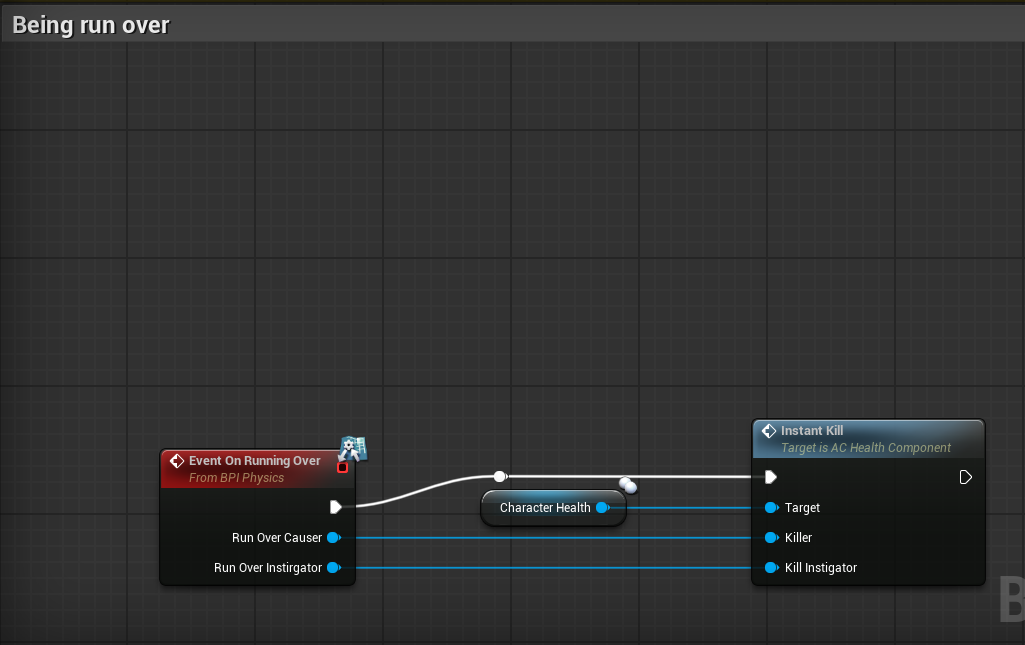 Being run over
Event On Running Over
From BPI Physics
Run Over Causer
Run Over Instirgator
Character Health
Instant Kill
Target is AC Health Component
Target
Killer
Kill Instigator
B